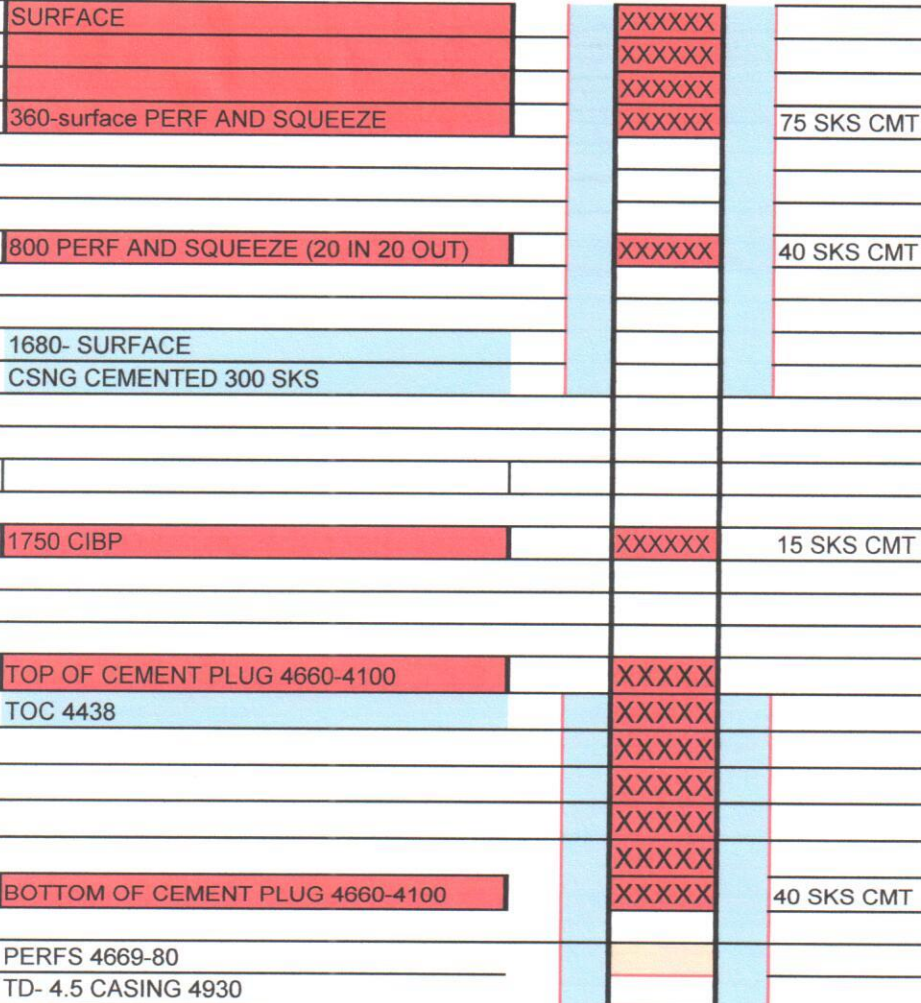 SURFACE XXXXXX
XXXXXX
XXXXXX
360-surface PERF AND SQUEEZE XXXXXX 75 SKS CMT
800 PERF AND SQUEEZE (20 IN 20 OUT) XXXXXX 40 SKS CMT
1680- SURFACE
CSNG CEMENTED 300 SKS
1750 CIBP XXXXXX 15 SKS CMT
TOP OF CEMENT PLUG 4660-4100 XXXXX
TOC 4438 XXXXX
XXXXX
XXXXX
XXXXX
XXXXX
BOTTOM OF CEMENT PLUG 4660-4100 XXXXX 40 SKS CMT
PERFS 4669-80
TD- 4.5 CASING 4930